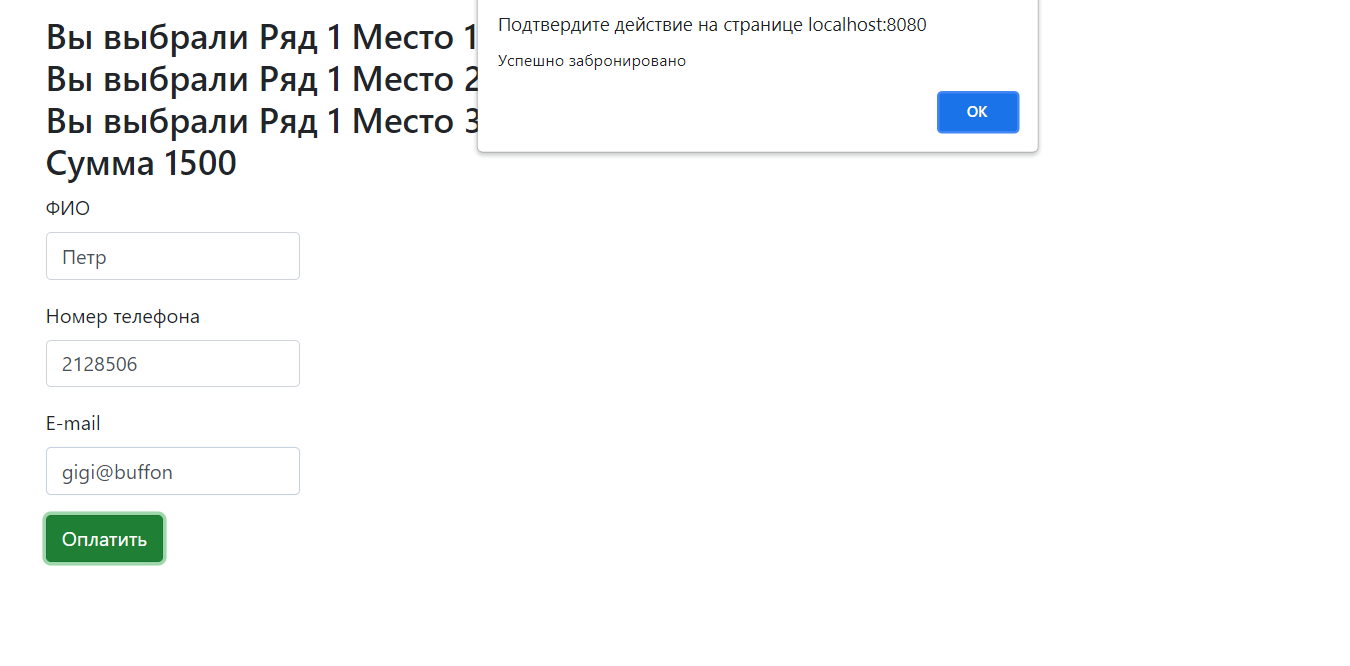 Вы выбрали Ряд 1 Место 1
Вы выбрали Ряд 1 Место 2
Вы выбрали Ряд 1 Место 3
Сумма 1500
Подтвердите действие на странице localhost:8080
Успешно забронировано
ОК
ФИО
Петр
Номер телефона
2128506
E-mail
gigi@buffon
Оплатить